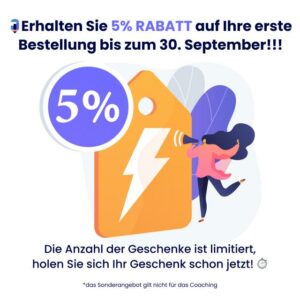 Erhalten Sie 5% RABATT auf Ihre erste
Bestellung bis zum 30. September!!!
5%
Die Anzahl der Geschenke ist limitiert,
holen Sie sich Ihr Geschenk schon jetzt! ⏱
*das Sonderangebot gilt nicht für das Coaching